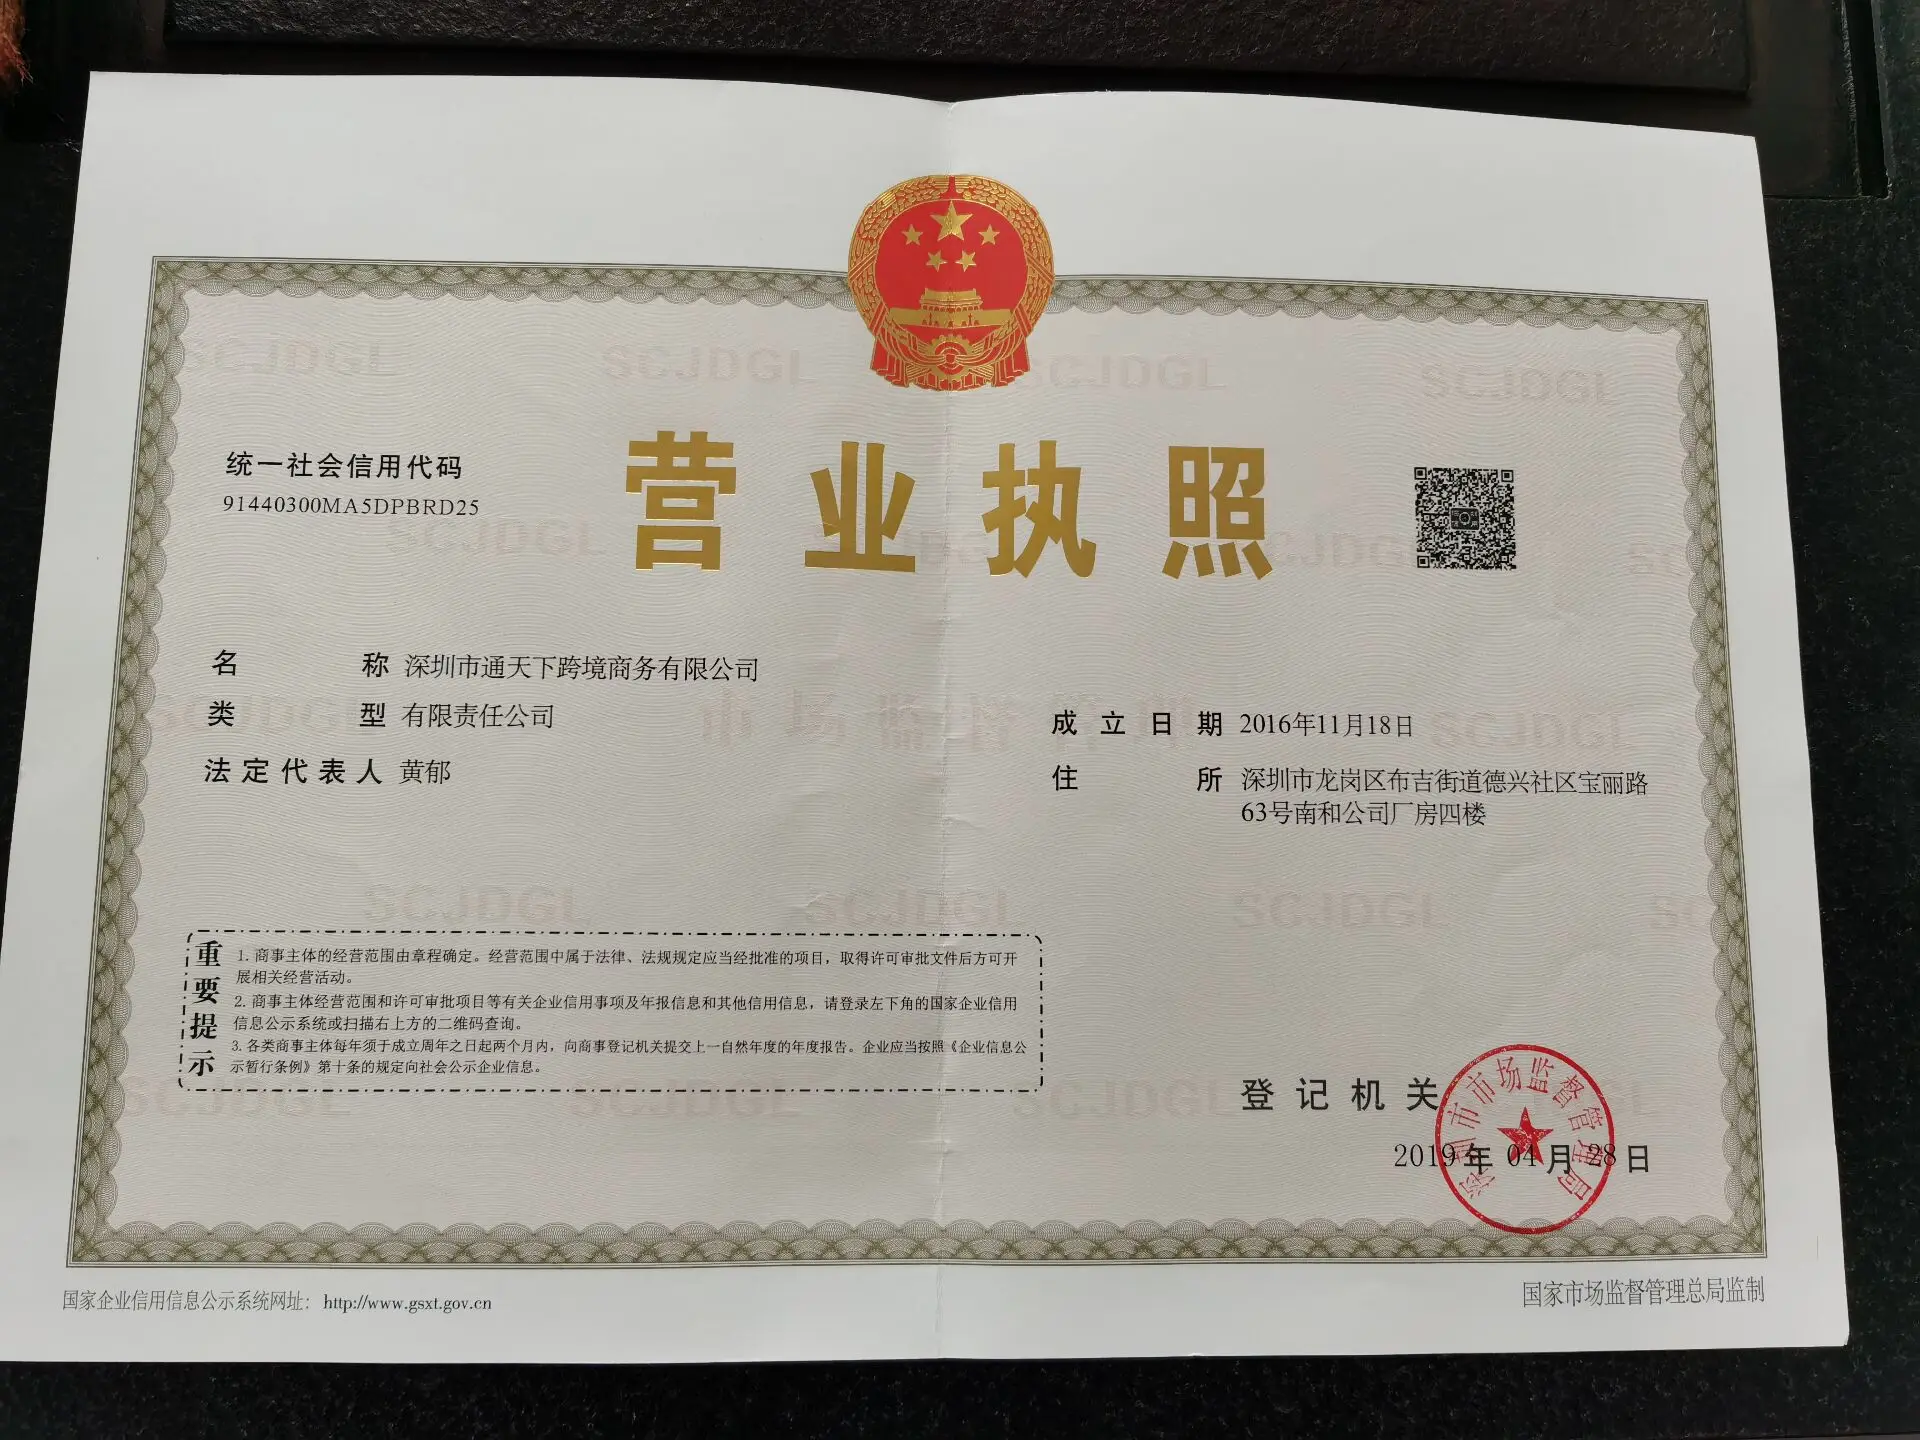 营业执照
统一社会信用代码
91440300MA5DPBRD25
名称 深圳市通天下跨境商务有限公司
类型 有限责任公司
法定代表人 黄郁
成立日期 2016年11月18日
住所 深圳市龙岗区布吉街道德兴社区宝丽路
63号南和公司厂房四楼
重要提示
1. 商事主体的经营范围由章程确定。经营范围中属于法律、法规规定应当经批准的项目，取得许可审批文件后方可开
展相关经营活动。
2. 商事主体经营范围和许可审批项目等有关企业信用事项及年报信息和其他信用信息，请登录左下角的国家企业信用
信息公示系统或扫描右上方的二维码查询。
3. 各类商事主体每年须于成立周年之日起两个月内，向商事登记机关提交上一自然年度的年度报告。企业应当按照《企业信息公
示暂行条例》第十条的规定向社会公示企业信息。
登记机关
深圳市市场监督管理局
2019年04月28日
国家企业信用信息公示系统网址：http://www.gsxt.gov.cn
国家市场监督管理总局监制
SCJDGL